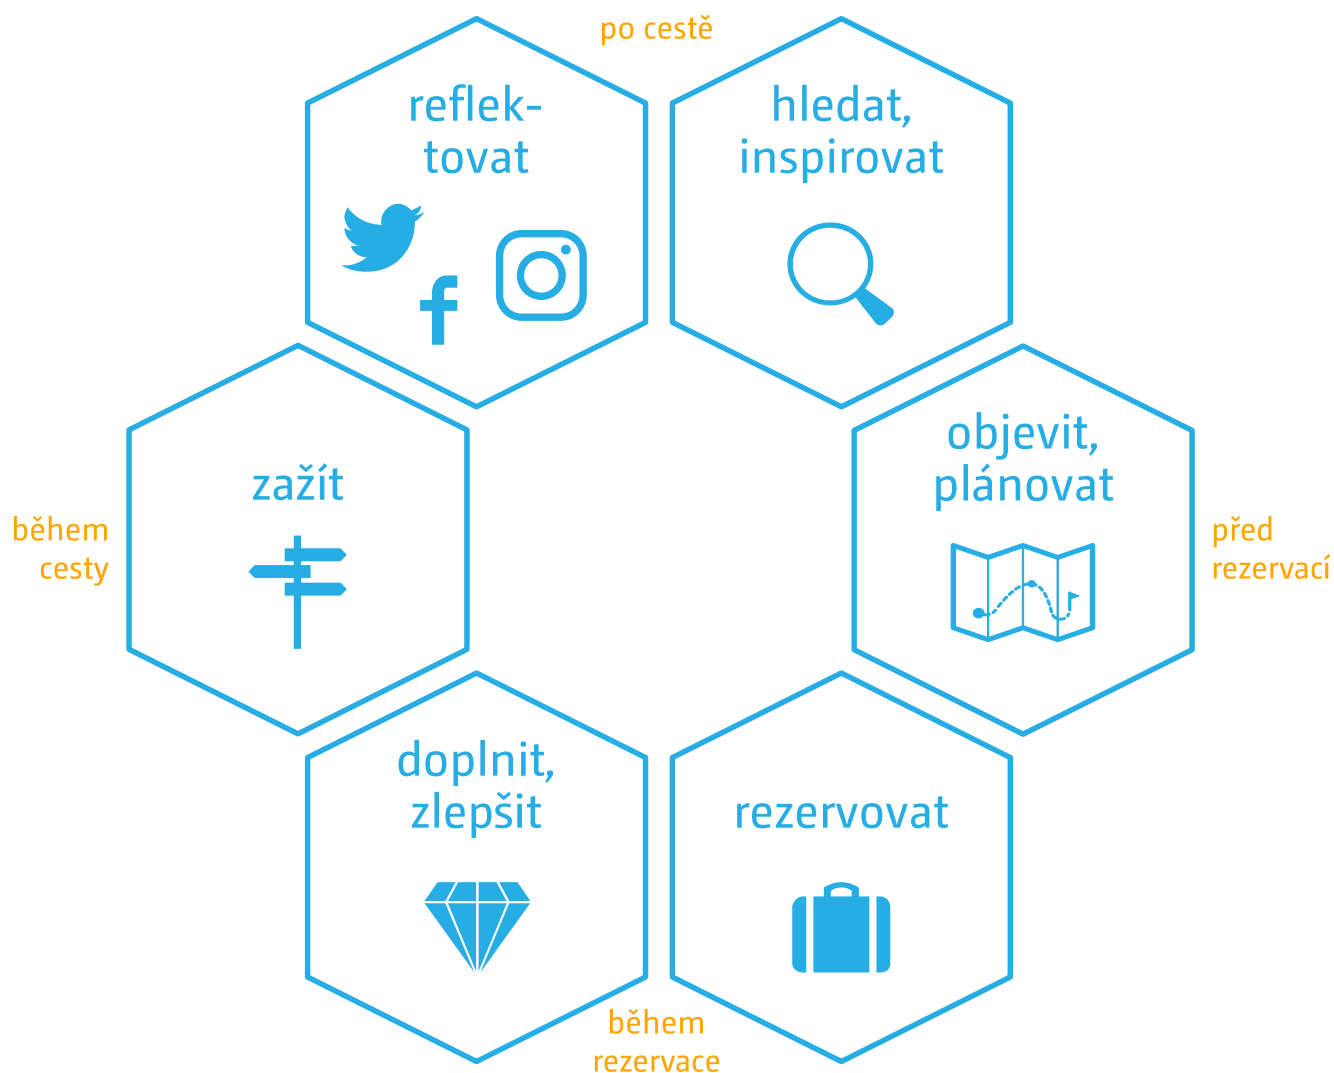 po cestě
reflek-
tovat
hledat,
inspirovat
zažít
objevit,
plánovat
během
cesty
před
rezervací
doplnit,
zlepšit
rezervovat
během
rezervace